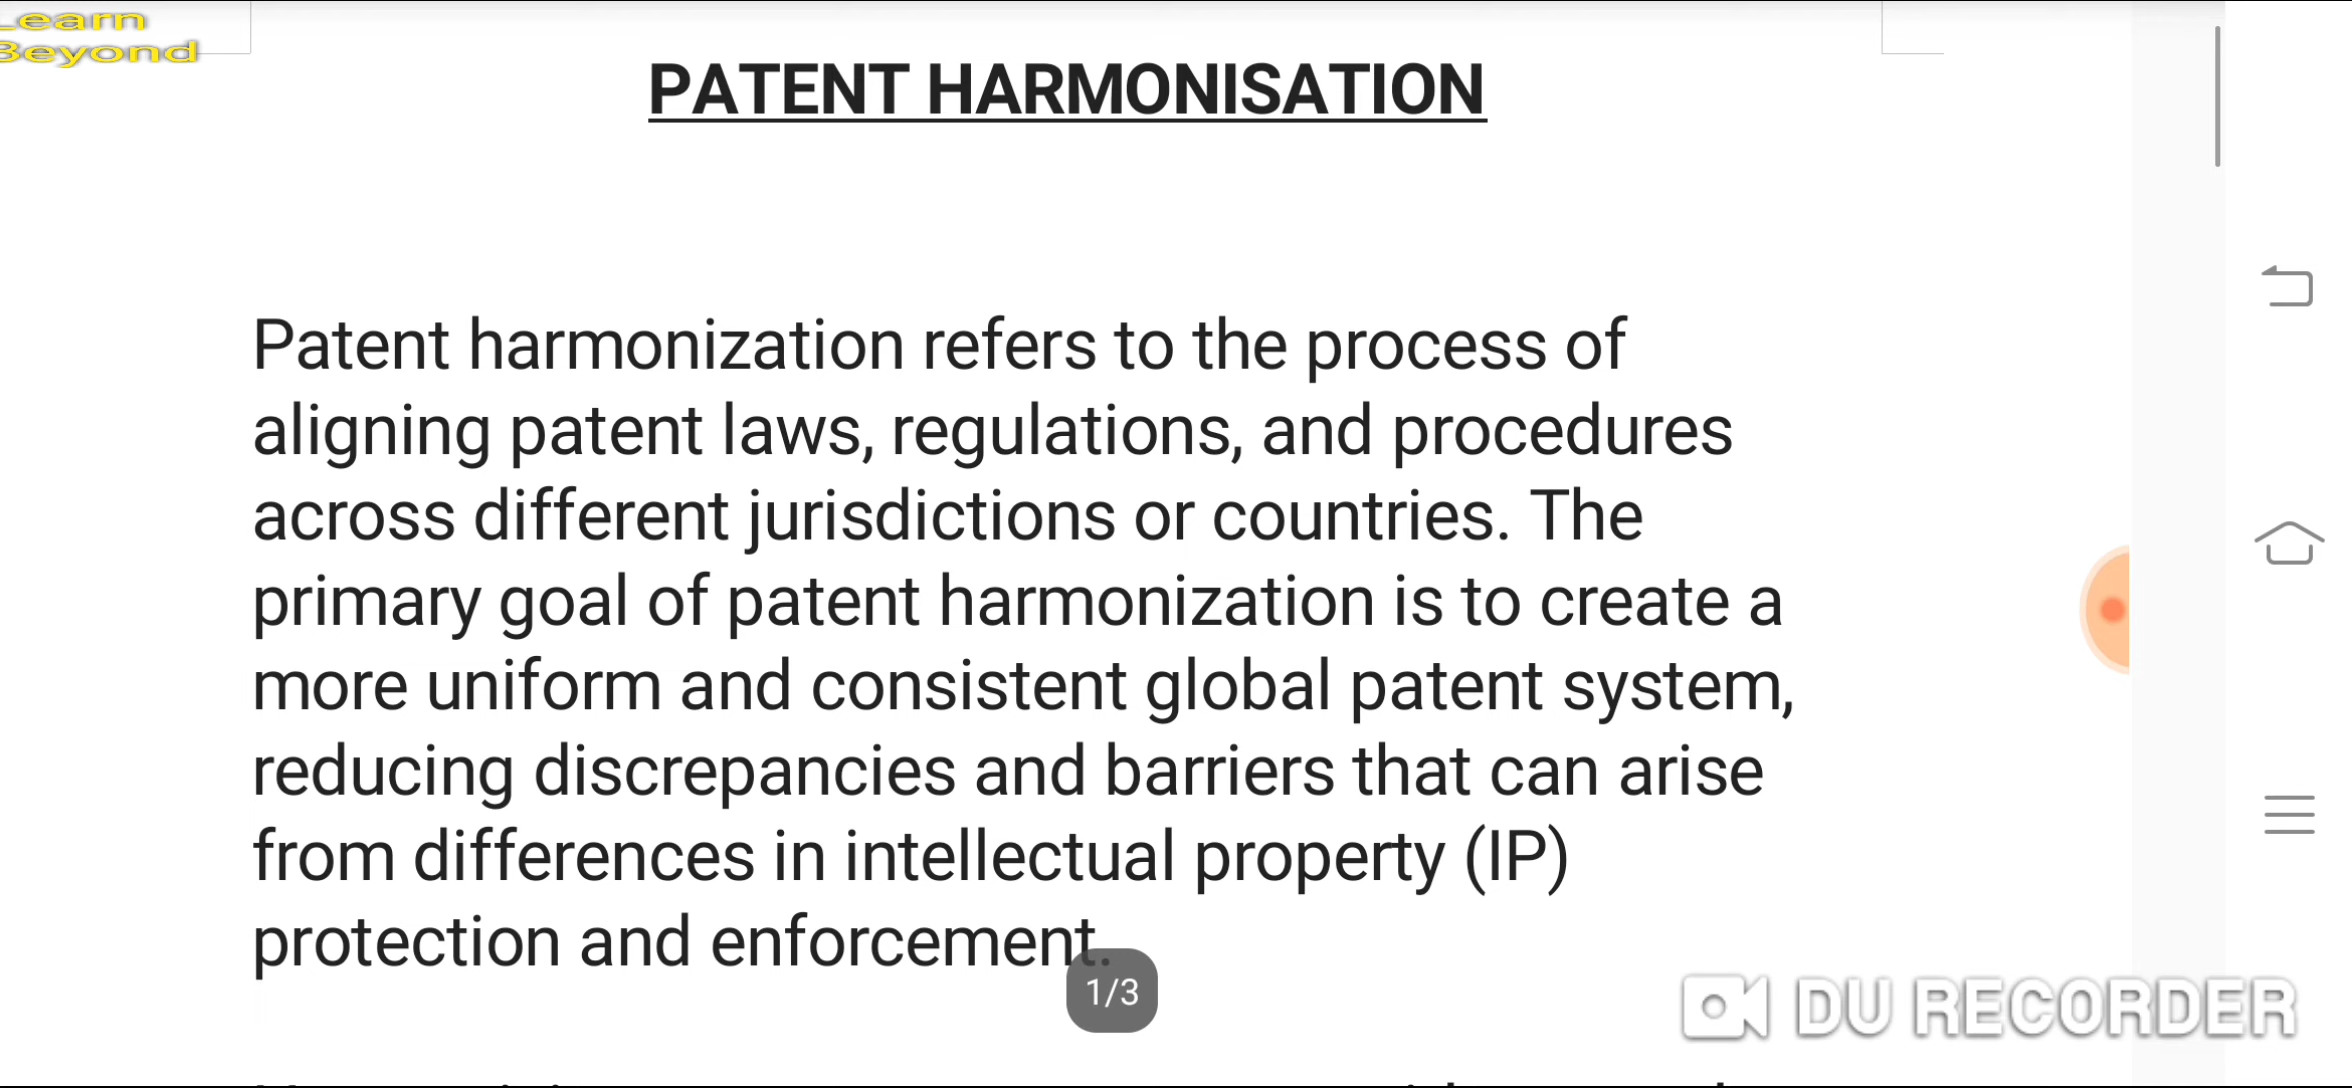 Learn
Beyond
PATENT HARMONISATION
Patent harmonization refers to the process of
aligning patent laws, regulations, and procedures
across different jurisdictions or countries. The
primary goal of patent harmonization is to create a
more uniform and consistent global patent system,
reducing discrepancies and barriers that can arise
from differences in intellectual property (IP)
protection and enforcement.
1/3
DU RECORDER